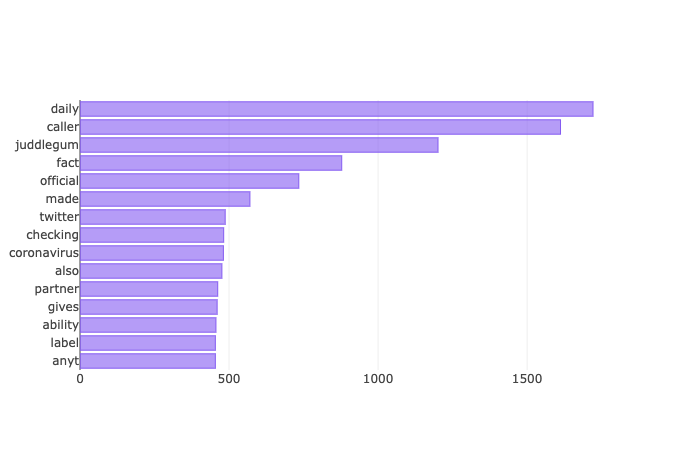 daily
caller
juddlegum
fact
official
made
twitter
checking
coronavirus
also
partner
gives
ability
label
anyt
0 500 1000 1500